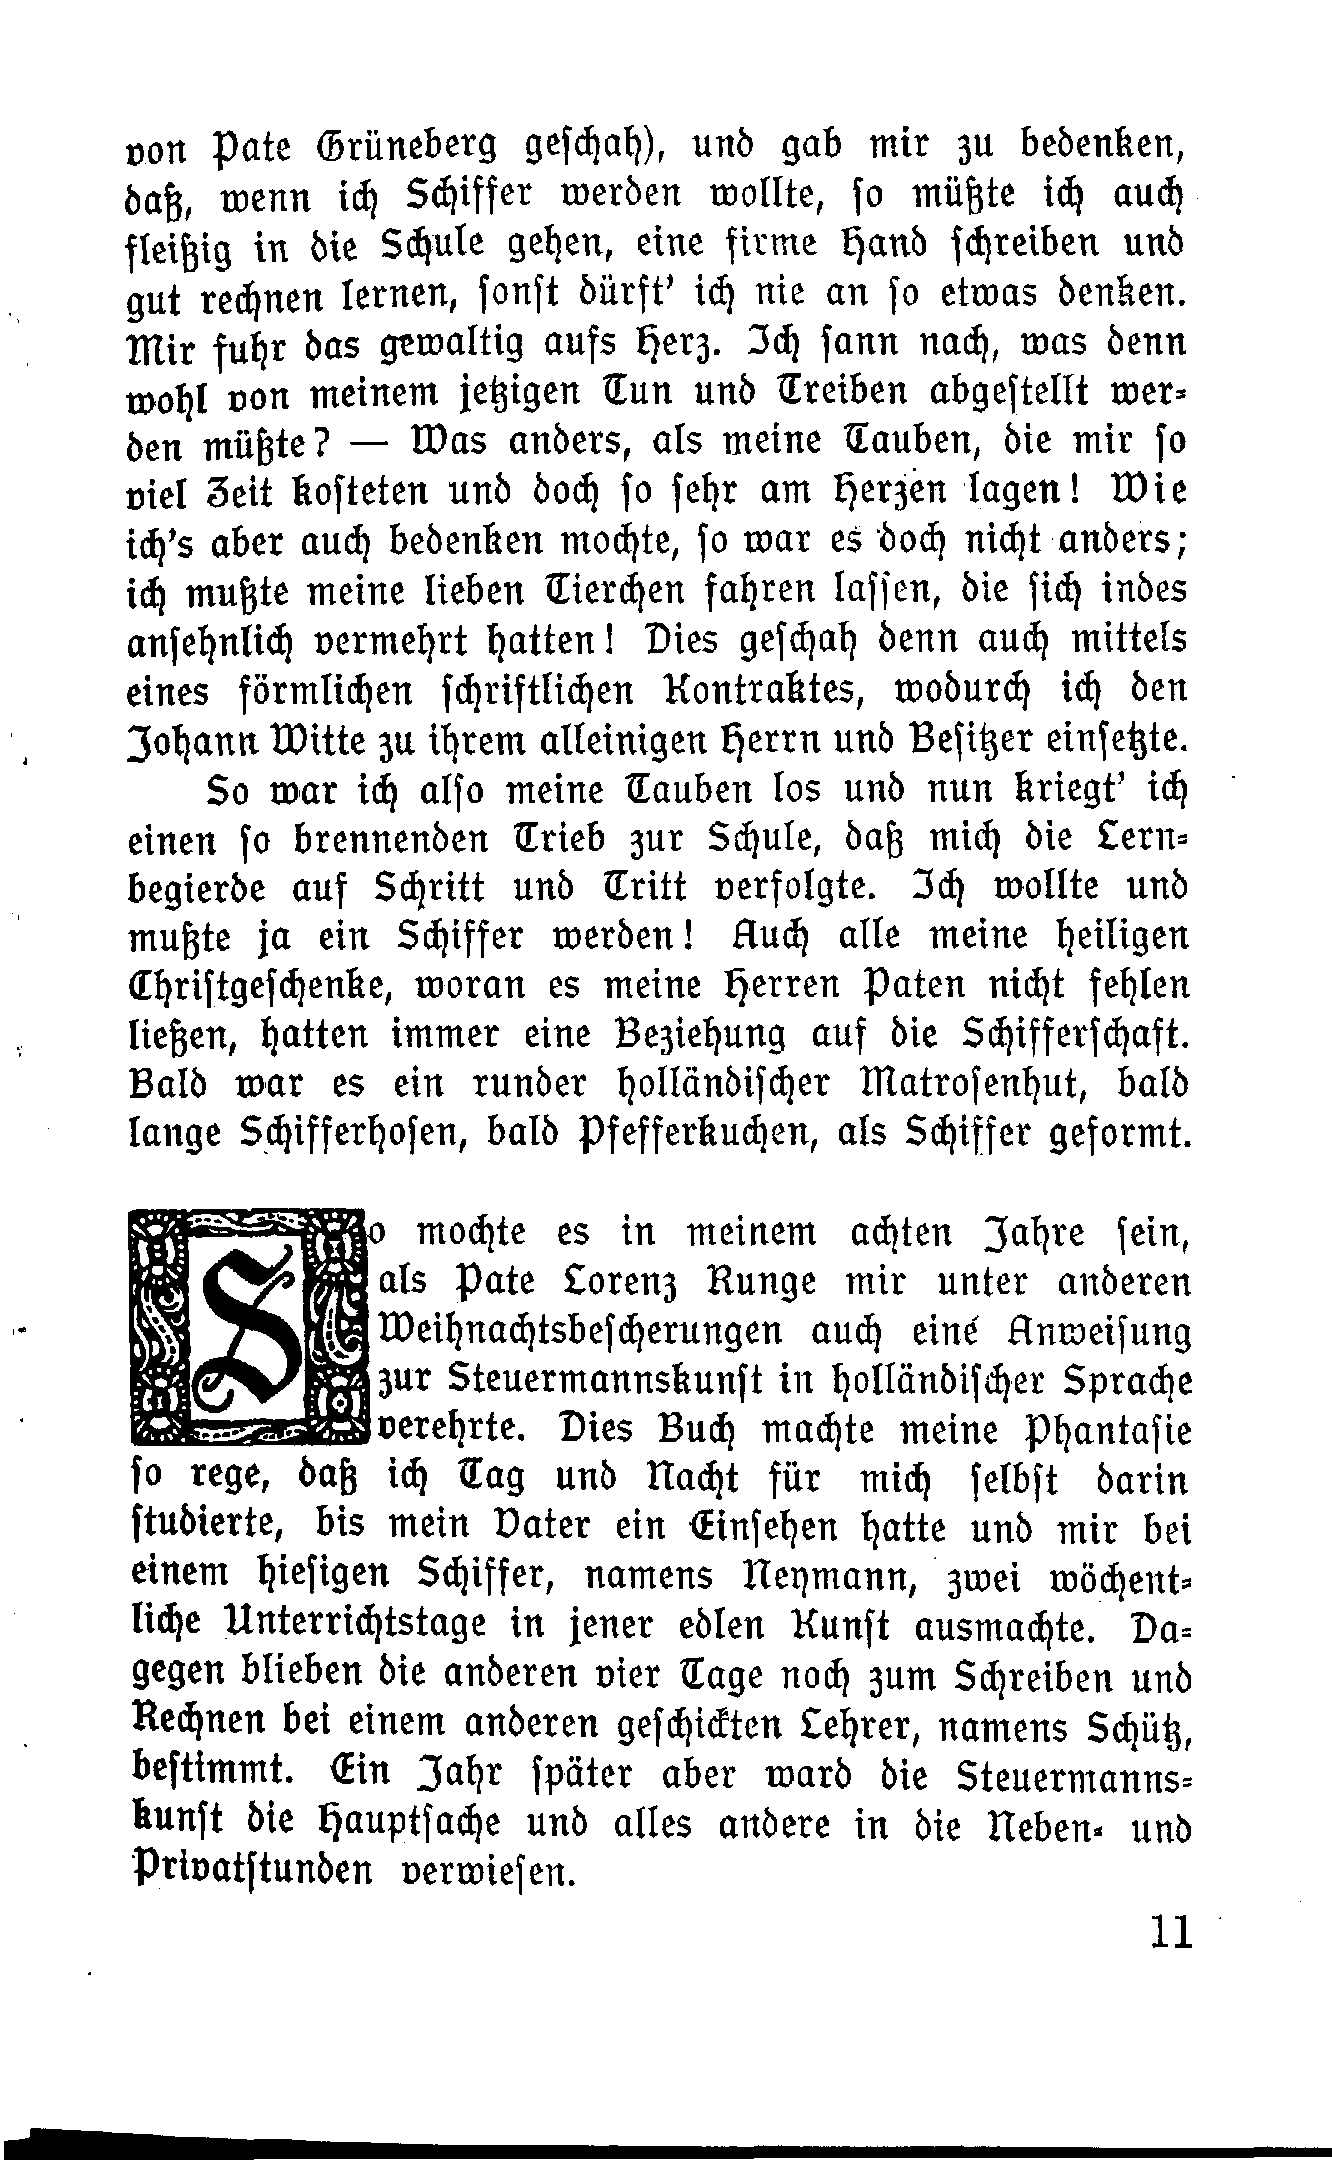 von Pate Grüneberg geschah), und gab mir zu bedenken,
daß, wenn ich Schiffer werden wollte, so müßte ich auch
fleißig in die Schule gehen, eine firme Hand schreiben und
gut rechnen lernen, sonst dürft' ich nie an so etwas denken.
Mir fuhr das gewaltig aufs Herz. Ich sann nach, was denn
wohl von meinem jetzigen Tun und Treiben abgestellt wer-
den müßte? — Was anders, als meine Tauben, die mir so
viel Zeit kosteten und doch so sehr am Herzen lagen! Wie
ich's aber auch bedenken mochte, so war es doch nicht anders;
ich mußte meine lieben Tierchen fahren lassen, die sich indes
ansehnlich vermehrt hatten! Dies geschah denn auch mittels
eines förmlichen schriftlichen Kontraktes, wodurch ich den
Johann Witte zu ihrem alleinigen Herrn und Besitzer einsetzte.
So war ich also meine Tauben los und nun kriegt' ich
einen so brennenden Trieb zur Schule, daß mich die Lern-
begierde auf Schritt und Tritt verfolgte. Ich wollte und
mußte ja ein Schiffer werden! Auch alle meine heiligen
Christgeschenke, woran es meine Herren Paten nicht fehlen
ließen, hatten immer eine Beziehung auf die Schifferschaft.
Bald war es ein runder holländischer Matrosenhut, bald
lange Schifferhosen, bald Pfefferkuchen, als Schiffer geformt.
So mochte es in meinem achten Jahre sein,
als Pate Lorenz Runge mir unter anderen
Weihnachtsbescherungen auch eine Anweisung
zur Steuermannskunst in holländischer Sprache
verehrte. Dies Buch machte meine Phantasie
so rege, daß ich Tag und Nacht für mich selbst darin
studierte, bis mein Vater ein Einsehen hatte und mir bei
einem hiesigen Schiffer, namens Neymann, zwei wöchent-
liche Unterrichtstage in jener edlen Kunst ausmachte. Da-
gegen blieben die anderen vier Tage noch zum Schreiben und
Rechnen bei einem anderen geschickten Lehrer, namens Schütz,
bestimmt. Ein Jahr später aber ward die Steuermanns-
kunst die Hauptsache und alles andere in die Neben- und
Privatstunden verwiesen.
11